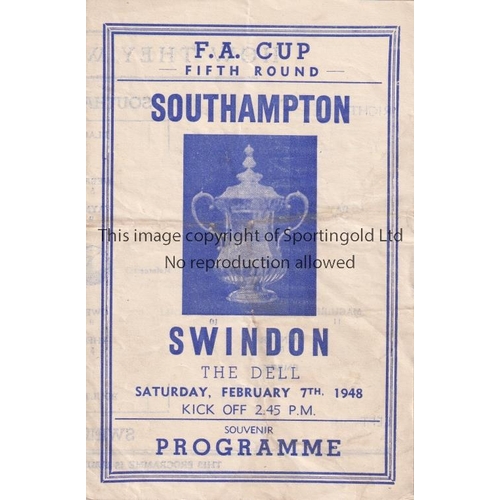 F.A. CUP
FIFTH ROUND
SOUTHAMPTON
This image copyright of Sportingold Ltd
No reproduction allowed
SWINDON
THE DELL
SATURDAY, FEBRUARY 7TH, 1948
KICK OFF 2.45 P.M.
SOUVENIR
PROGRAMME